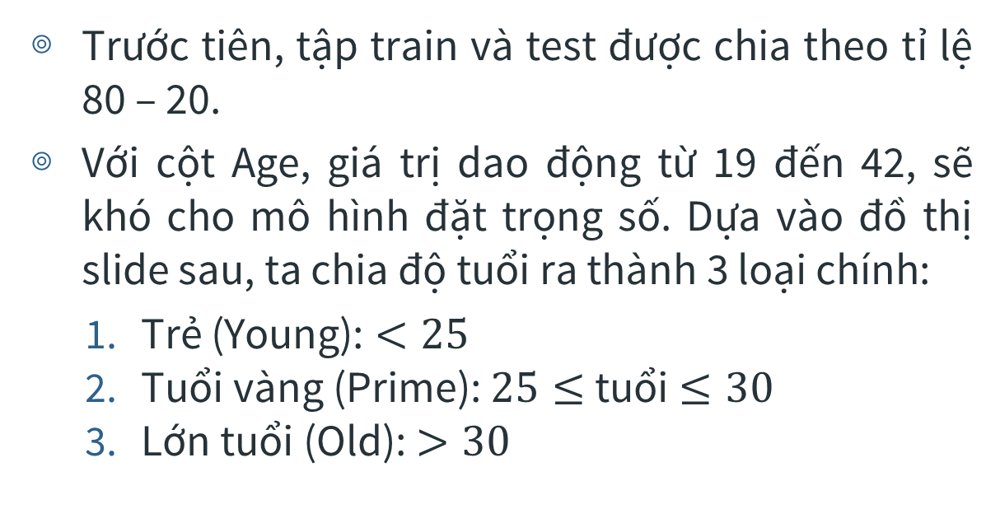 Trước tiên, tập train và test được chia theo tỉ lệ
80 – 20.
Với cột Age, giá trị dao động từ 19 đến 42, sẽ
khó cho mô hình đặt trọng số. Dựa vào đồ thị
slide sau, ta chia độ tuổi ra thành 3 loại chính:
1. Trẻ (Young): < 25
2. Tuổi vàng (Prime): 25 ≤ tuổi ≤ 30
3. Lớn tuổi (Old): > 30